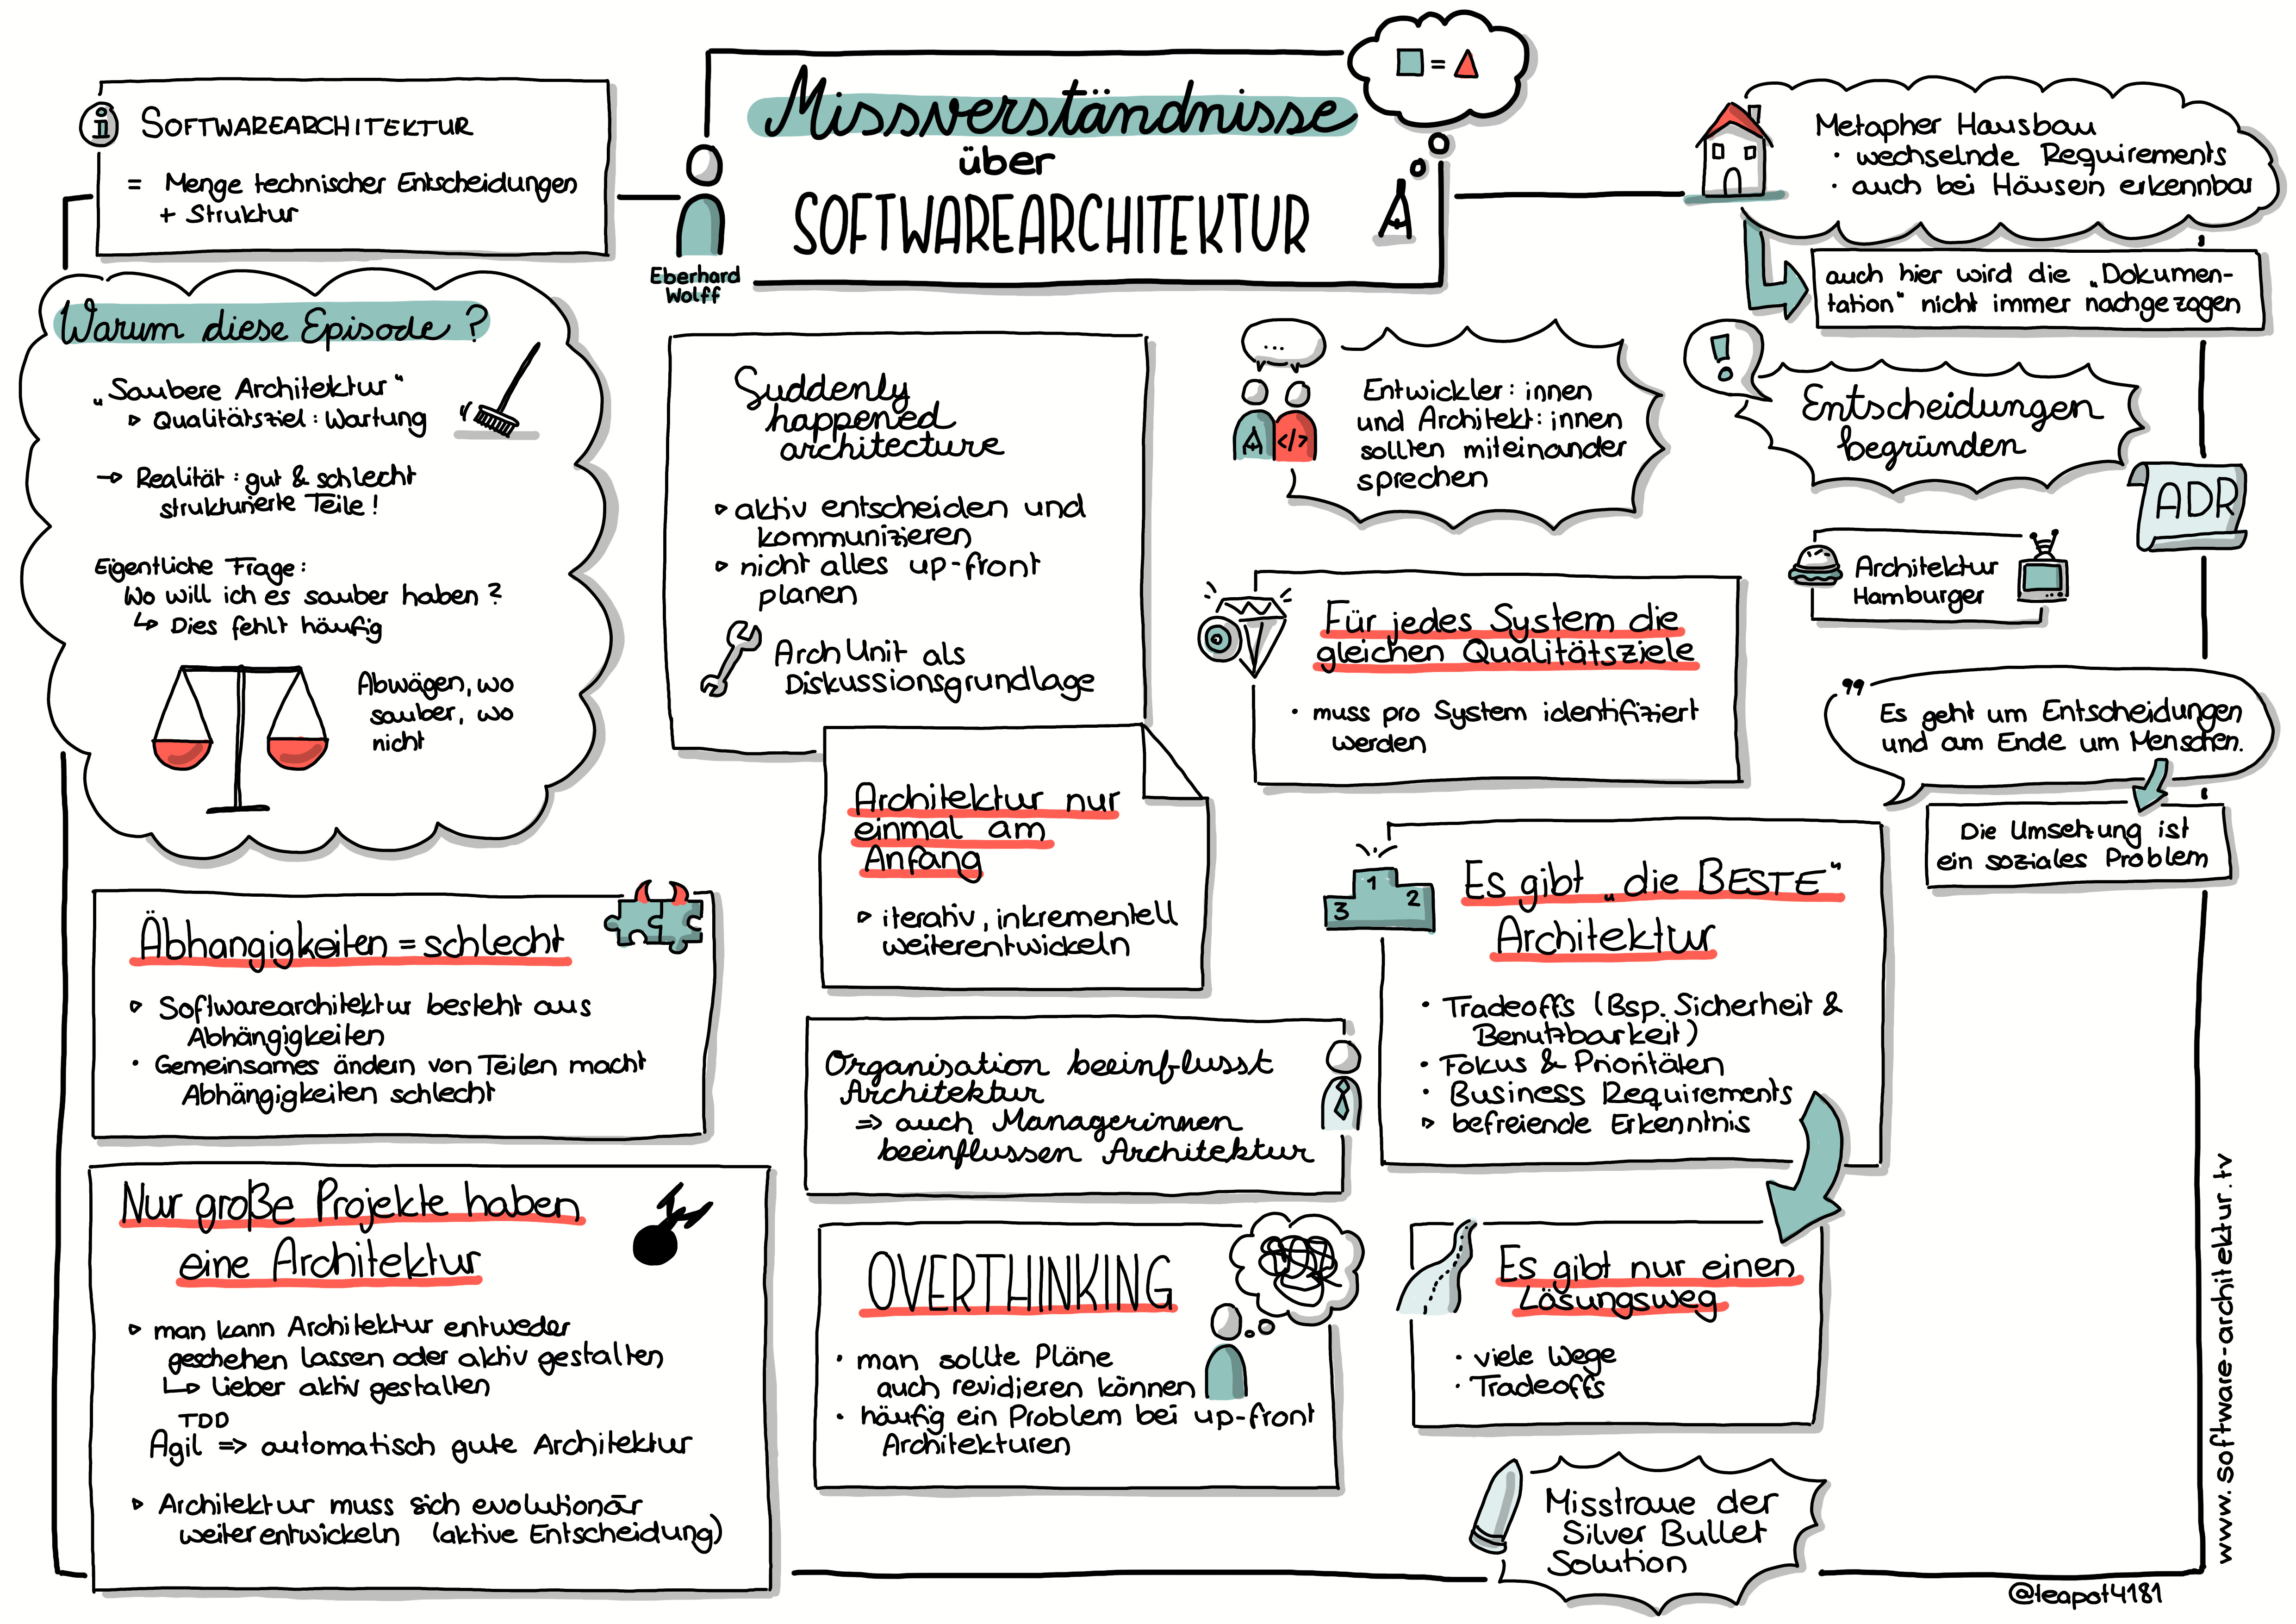 Missverständnisse
über
SOFTWAREARCHITEKTUR
Eberhard
Wolff
=
i
SOFTWAREARCHITEKTUR
= Menge technischer Entscheidungen
+ Struktur
Warum diese Episode?
„Saubere Architektur“
▹ Qualitätsziel: Wartung
→ Realität: gut & schlecht
strukturierte Teile!
Eigentliche Frage:
Wo will ich es sauber haben?
↳ Dies fehlt häufig
Abwägen, wo
sauber, wo
nicht
Äbhangigkeiten = schlecht
▹ Softwarearchitektur besteht aus
Abhängigkeiten
• Gemeinsames ändern von Teilen macht
Abhängigkeiten schlecht
Nur große Projekte haben
eine Architektur
▹ man kann Architektur entweder
geschehen lassen oder aktiv gestalten
↳ lieber aktiv gestalten
TDD
Agil => automatisch gute Architektur
▹ Architektur muss sich evolutionär
weiterentwickeln (aktive Entscheidung)
Suddenly
happened
architecture
▹ aktiv entscheiden und
kommunizieren
▹ nicht alles up-front
planen
ArchUnit als
Diskussionsgrundlage
Architektur nur
einmal am
Anfang
▹ iterativ, inkrementell
weiterentwickeln
Organisation beeinflusst
Architektur
=> auch Managerinnen
beeinflussen Architektur
OVERTHINKING
• man sollte Pläne
auch revidieren können
• häufig ein Problem bei up-front
Architekturen
...
</>
Entwickler:innen
und Architekt:innen
sollten miteinander
sprechen
Für jedes System die
gleichen Qualitätsziele
• muss pro System identifiziert
werden
1
2
3
Es gibt „die BESTE“
Architektur
• Tradeoffs (Bsp. Sicherheit &
Benutzbarkeit)
• Fokus & Prioritäten
• Business Requirements
▹ befreiende Erkenntnis
Es gibt nur einen
Lösungsweg
• viele Wege
• Tradeoffs
Misstraue der
Silver Bullet
Solution
Metapher Hausbau
• wechselnde Requirements
• auch bei Häusern erkennbar
auch hier wird die „Dokumen-
tation“ nicht immer nachgezogen
!
Entscheidungen
begründen
ADR
Architektur
Hamburger
” Es geht um Entscheidungen
und am Ende um Menschen.
Die Umsetzung ist
ein soziales Problem
www.software-architektur.tv
@teapot4181